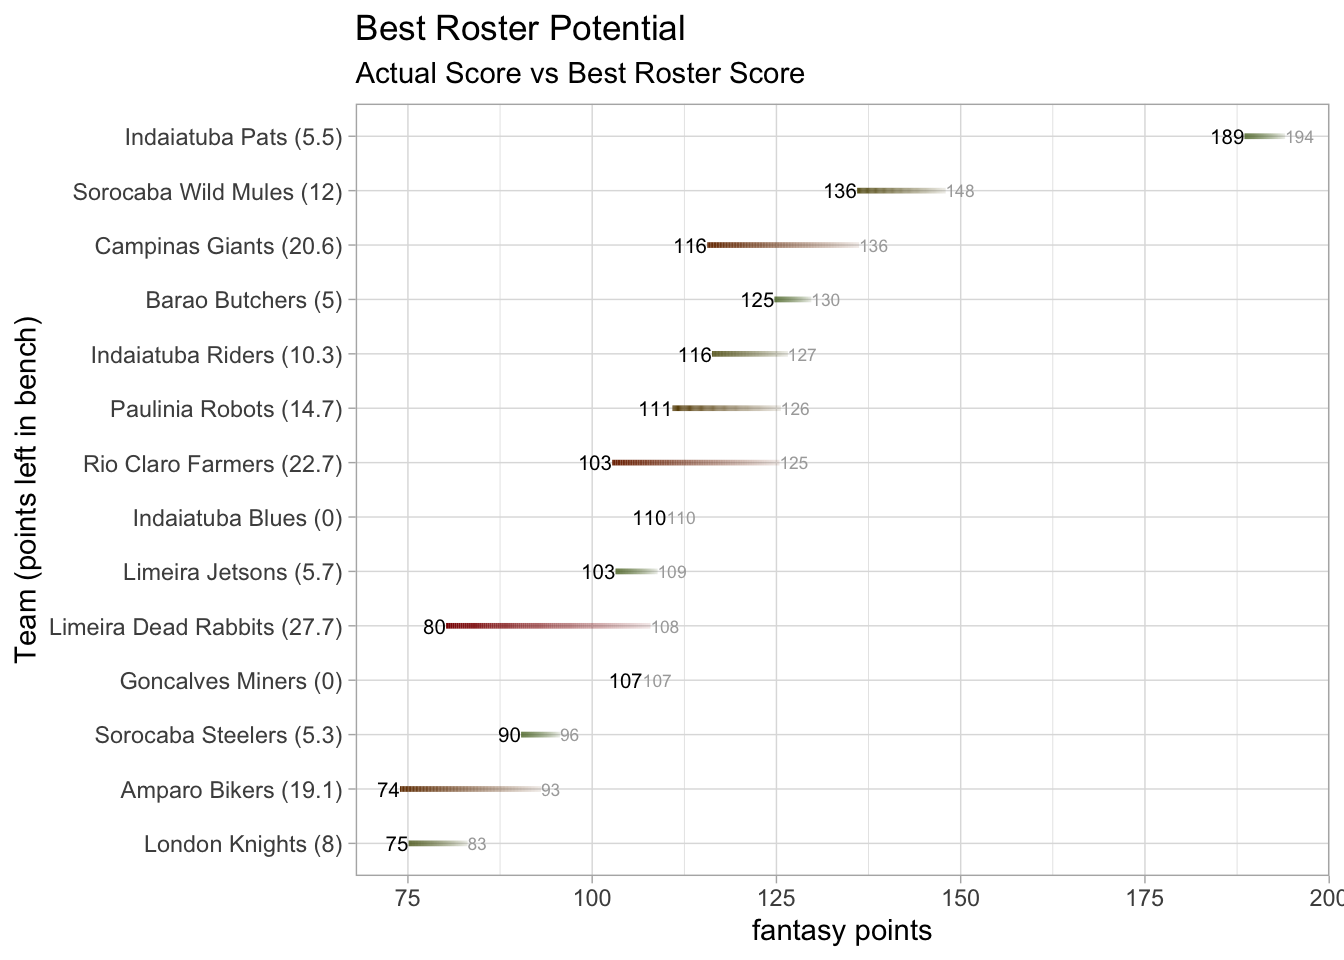 Best Roster Potential
Actual Score vs Best Roster Score
Team (points left in bench)
Indaiatuba Pats (5.5) 189 194
Sorocaba Wild Mules (12) 136 148
Campinas Giants (20.6) 116 136
Barao Butchers (5) 125 130
Indaiatuba Riders (10.3) 116 127
Paulinia Robots (14.7) 111 126
Rio Claro Farmers (22.7) 103 125
Indaiatuba Blues (0) 110 110
Limeira Jetsons (5.7) 103 109
Limeira Dead Rabbits (27.7) 80 108
Goncalves Miners (0) 107 107
Sorocaba Steelers (5.3) 90 96
Amparo Bikers (19.1) 74 93
London Knights (8) 75 83
75 100 125 150 175 200
fantasy points